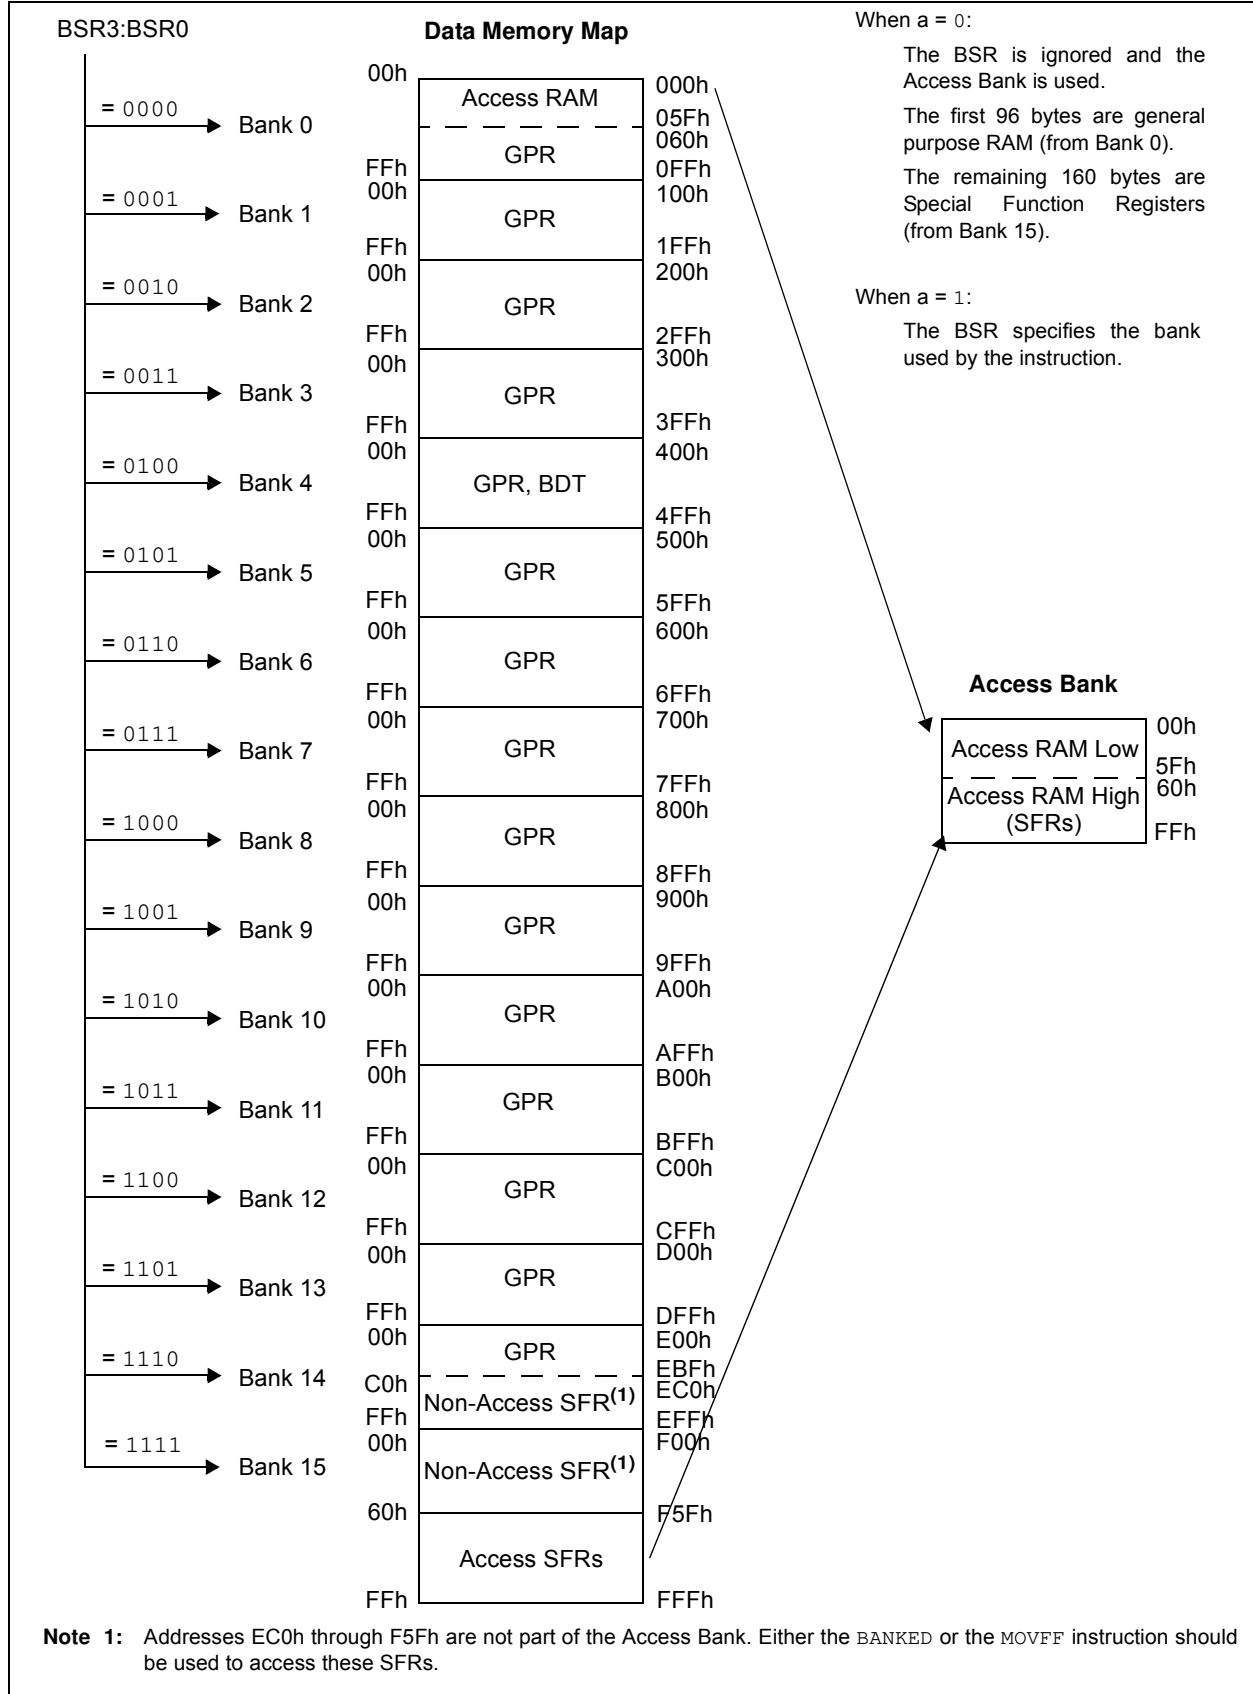 BSR3:BSR0
Data Memory Map
When a = 0:
The BSR is ignored and the
Access Bank is used.
The first 96 bytes are general
purpose RAM (from Bank 0).
The remaining 160 bytes are
Special Function Registers
(from Bank 15).
When a = 1:
The BSR specifies the bank
used by the instruction.
= 0000
Bank 0
00h
Access RAM
000h
05Fh
060h
GPR
FFh
0FFh
= 0001
Bank 1
00h
100h
GPR
FFh
1FFh
= 0010
Bank 2
00h
200h
GPR
FFh
2FFh
= 0011
Bank 3
00h
300h
GPR
FFh
3FFh
= 0100
Bank 4
00h
400h
GPR, BDT
FFh
4FFh
= 0101
Bank 5
00h
500h
GPR
FFh
5FFh
= 0110
Bank 6
00h
600h
GPR
FFh
6FFh
= 0111
Bank 7
00h
700h
GPR
FFh
7FFh
= 1000
Bank 8
00h
800h
GPR
FFh
8FFh
= 1001
Bank 9
00h
900h
GPR
FFh
9FFh
= 1010
Bank 10
00h
A00h
GPR
FFh
AFFh
= 1011
Bank 11
00h
B00h
GPR
FFh
BFFh
= 1100
Bank 12
00h
C00h
GPR
FFh
CFFh
= 1101
Bank 13
00h
D00h
GPR
FFh
DFFh
= 1110
Bank 14
00h
E00h
GPR
EBFh
C0h
EC0h
Non-Access SFR(1)
FFh
EFFh
= 1111
Bank 15
00h
F00h
Non-Access SFR(1)
60h
F5Fh
Access SFRs
FFh
FFFh
Access Bank
Access RAM Low
00h
5Fh
60h
Access RAM High
(SFRs)
FFh
Note 1: Addresses EC0h through F5Fh are not part of the Access Bank. Either the BANKED or the MOVFF instruction should
be used to access these SFRs.